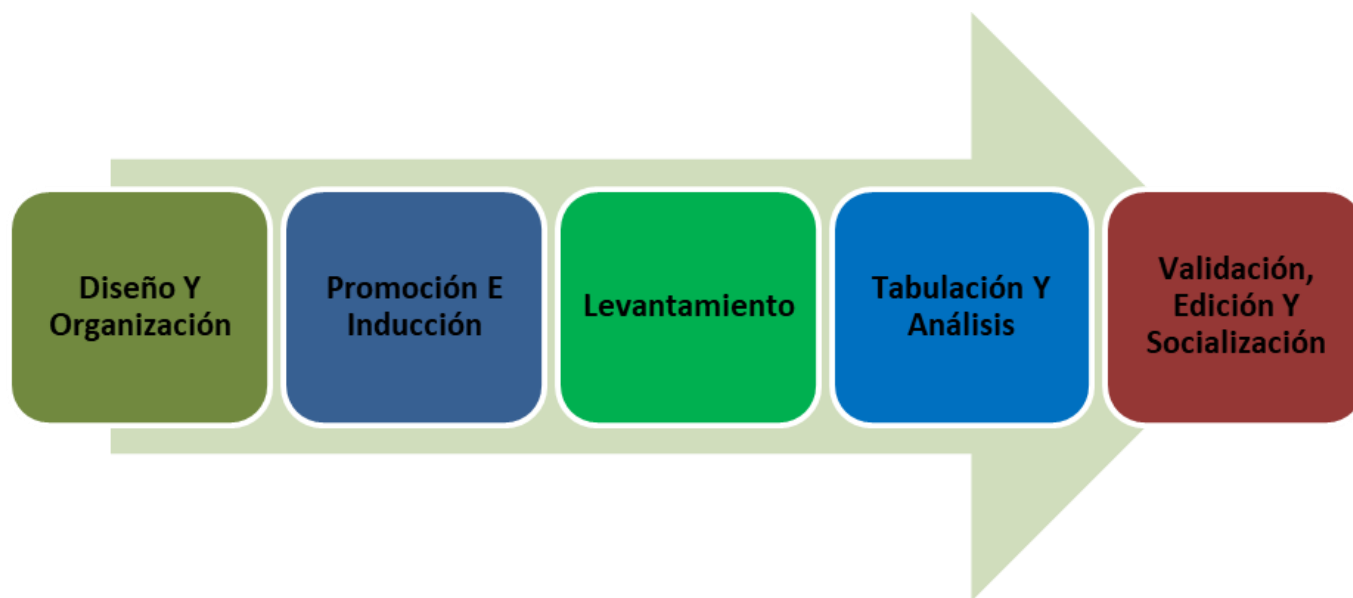 Diseño Y
Organización
Promoción E
Inducción
Levantamiento
Tabulación Y
Análisis
Validación,
Edición Y
Socialización